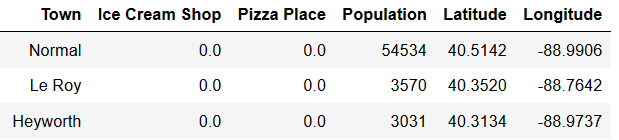 Town Ice Cream Shop Pizza Place Population Latitude Longitude
Normal 0.0 0.0 54534 40.5142 -88.9906
Le Roy 0.0 0.0 3570 40.3520 -88.7642
Heyworth 0.0 0.0 3031 40.3134 -88.9737